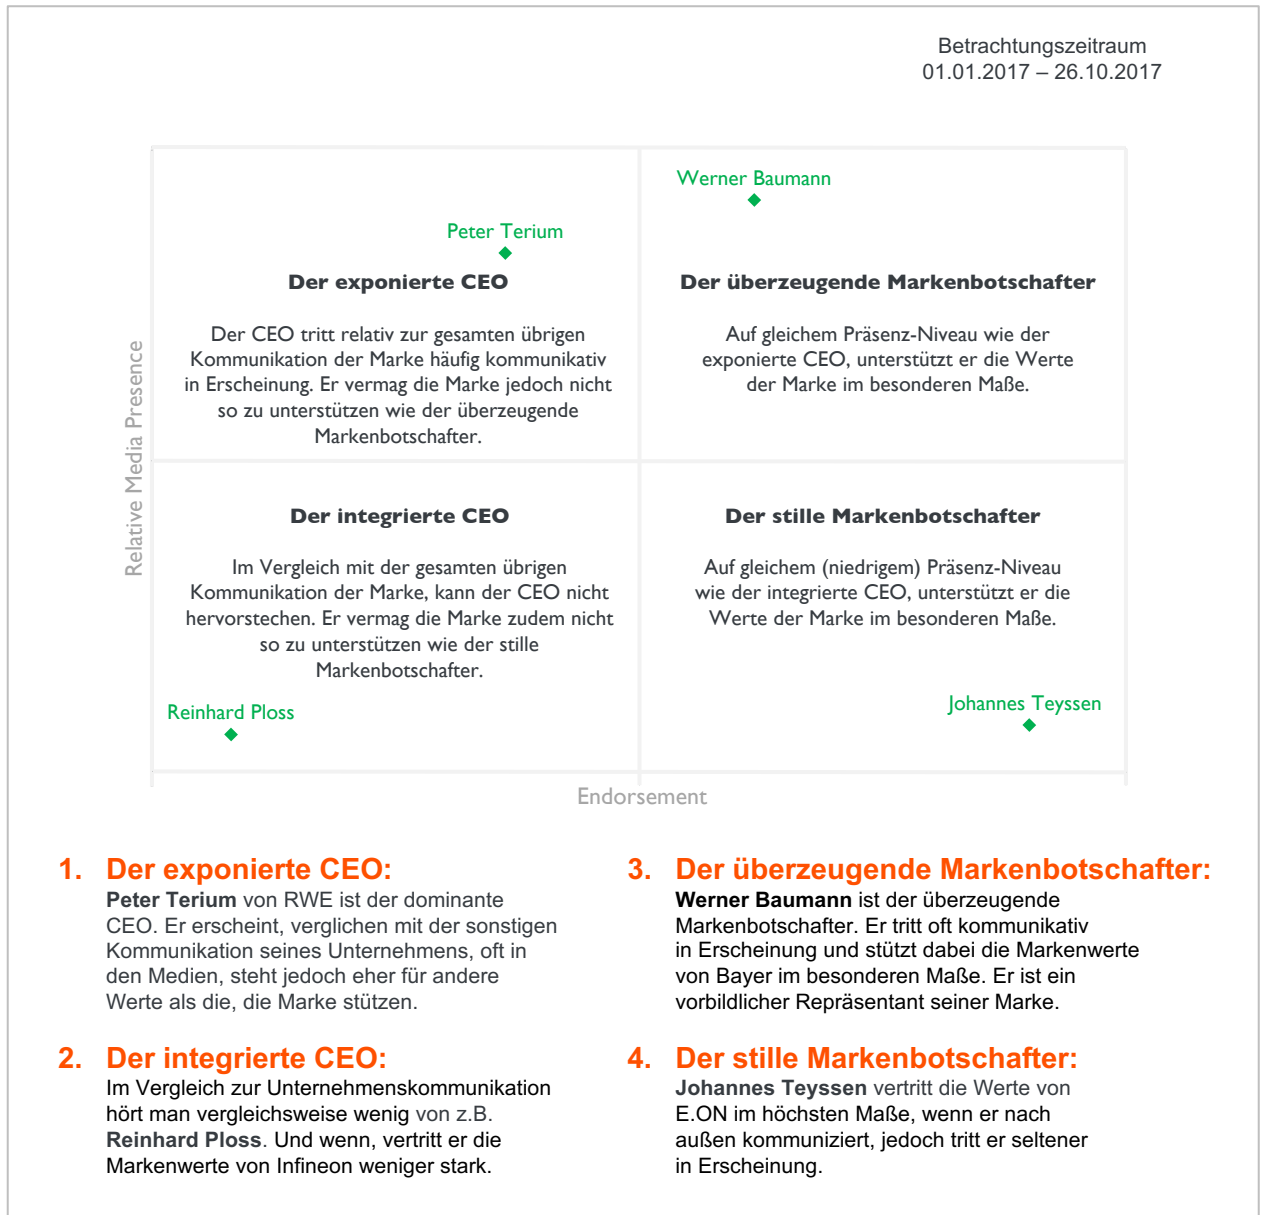 Betrachtungszeitraum
01.01.2017 – 26.10.2017
Werner Baumann
Peter Terium
Der exponierte CEO
Der CEO tritt relativ zur gesamten übrigen
Kommunikation der Marke häufig kommunikativ
in Erscheinung. Er vermag die Marke jedoch nicht
so zu unterstützen wie der überzeugende
Markenbotschafter.
Der überzeugende Markenbotschafter
Auf gleichem Präsenz-Niveau wie der
exponierte CEO, unterstützt er die Werte
der Marke im besonderen Maße.
Relative Media Presence
Der integrierte CEO
Im Vergleich mit der gesamten übrigen
Kommunikation der Marke, kann der CEO nicht
hervorstechen. Er vermag die Marke zudem nicht
so zu unterstützen wie der stille
Markenbotschafter.
Reinhard Ploss
Der stille Markenbotschafter
Auf gleichem (niedrigem) Präsenz-Niveau
wie der integrierte CEO, unterstützt er die
Werte der Marke im besonderen Maße.
Johannes Teyssen
Endorsement
1. Der exponierte CEO:
Peter Terium von RWE ist der dominante
CEO. Er erscheint, verglichen mit der sonstigen
Kommunikation seines Unternehmens, oft in
den Medien, steht jedoch eher für andere
Werte als die, die Marke stützen.
2. Der integrierte CEO:
Im Vergleich zur Unternehmenskommunikation
hört man vergleichsweise wenig von z.B.
Reinhard Ploss. Und wenn, vertritt er die
Markenwerte von Infineon weniger stark.
3. Der überzeugende Markenbotschafter:
Werner Baumann ist der überzeugende
Markenbotschafter. Er tritt oft kommunikativ
in Erscheinung und stützt dabei die Markenwerte
von Bayer im besonderen Maße. Er ist ein
vorbildlicher Repräsentant seiner Marke.
4. Der stille Markenbotschafter:
Johannes Teyssen vertritt die Werte von
E.ON im höchsten Maße, wenn er nach
außen kommuniziert, jedoch tritt er seltener
in Erscheinung.